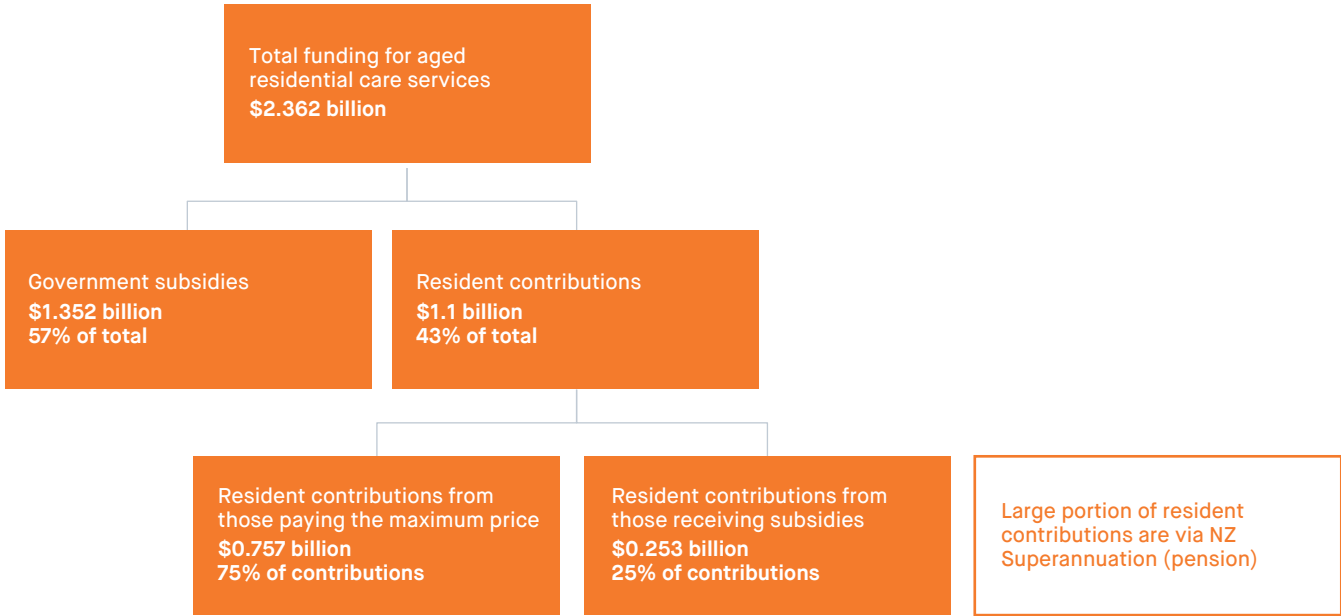 Total funding for aged
residential care services
$2.362 billion
Government subsidies
$1.352 billion
57% of total
Resident contributions
$1.1 billion
43% of total
Resident contributions from
those paying the maximum price
$0.757 billion
75% of contributions
Resident contributions from
those receiving subsidies
$0.253 billion
25% of contributions
Large portion of resident
contributions are via NZ
Superannuation (pension)